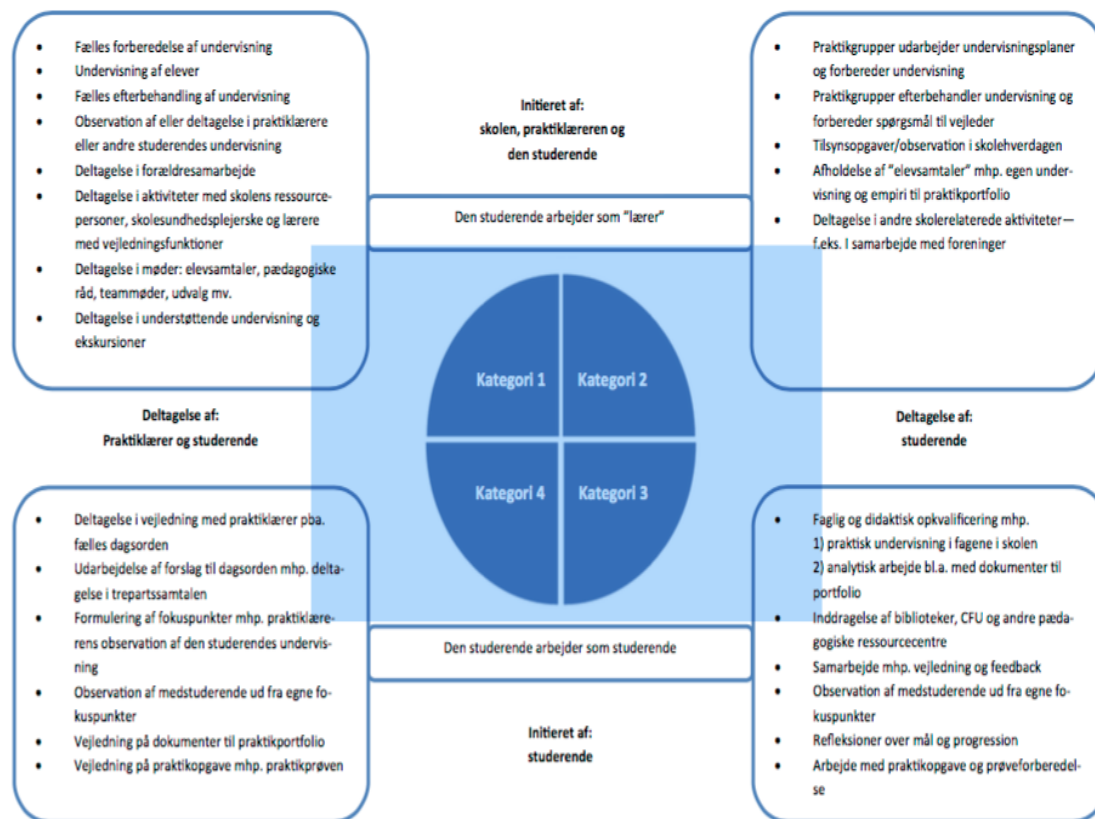 • Fælles forberedelse af undervisning
• Undervisning af elever
• Fælles efterbehandling af undervisning
• Observation af eller deltagelse i praktiklærere
eller andre studerendes undervisning
• Deltagelse i forældresamarbejde
• Deltagelse i aktiviteter med skolens ressource-
personer, skolesundhedsplejerske og lærere
med vejledningsfunktioner
• Deltagelse i møder: elevsamtaler, pædagogiske
råd, teammøder, udvalg mv.
• Deltagelse i understøttende undervisning og
ekskursioner
Initieret af:
skolen, praktiklæreren og
den studerende
• Praktikgrupper udarbejder undervisningsplaner
og forbereder undervisning
• Praktikgrupper efterbehandler undervisning og
forbereder spørgsmål til vejleder
• Tilsynsopgaver/observation i skolehverdagen
• Afholdelse af "elevsamtaler" mhp. egen under-
visning og empiri til praktikportfolio
• Deltagelse i andre skolerelaterede aktiviteter—
f.eks. I samarbejde med foreninger
Den studerende arbejder som "lærer"
Kategori 1
Kategori 2
Deltagelse af:
Praktiklærer og studerende
Deltagelse af:
studerende
Kategori 4
Kategori 3
• Deltagelse i vejledning med praktiklærer pba.
fælles dagsorden
• Udarbejdelse af forslag til dagsorden mhp. delta-
gelse i trepartssamtalen
• Formulering af fokuspunkter mhp. praktiklære-
rens observation af den studerendes undervis-
ning
• Observation af medstuderende ud fra egne fo-
kuspunkter
• Vejledning på dokumenter til praktikportfolio
• Vejledning på praktikopgave mhp. praktikprøven
Den studerende arbejder som studerende
Initieret af:
studerende
• Faglig og didaktisk opkvalificering mhp.
1) praktisk undervisning i fagene i skolen
2) analytisk arbejde bl.a. med dokumenter til
portfolio
• Inddragelse af biblioteker, CFU og andre pæda-
gogiske ressourcecentre
• Samarbejde mhp. vejledning og feedback
• Observation af medstuderende ud fra egne fo-
kuspunkter
• Refleksioner over mål og progression
• Arbejde med praktikopgave og prøveforberedel-
se